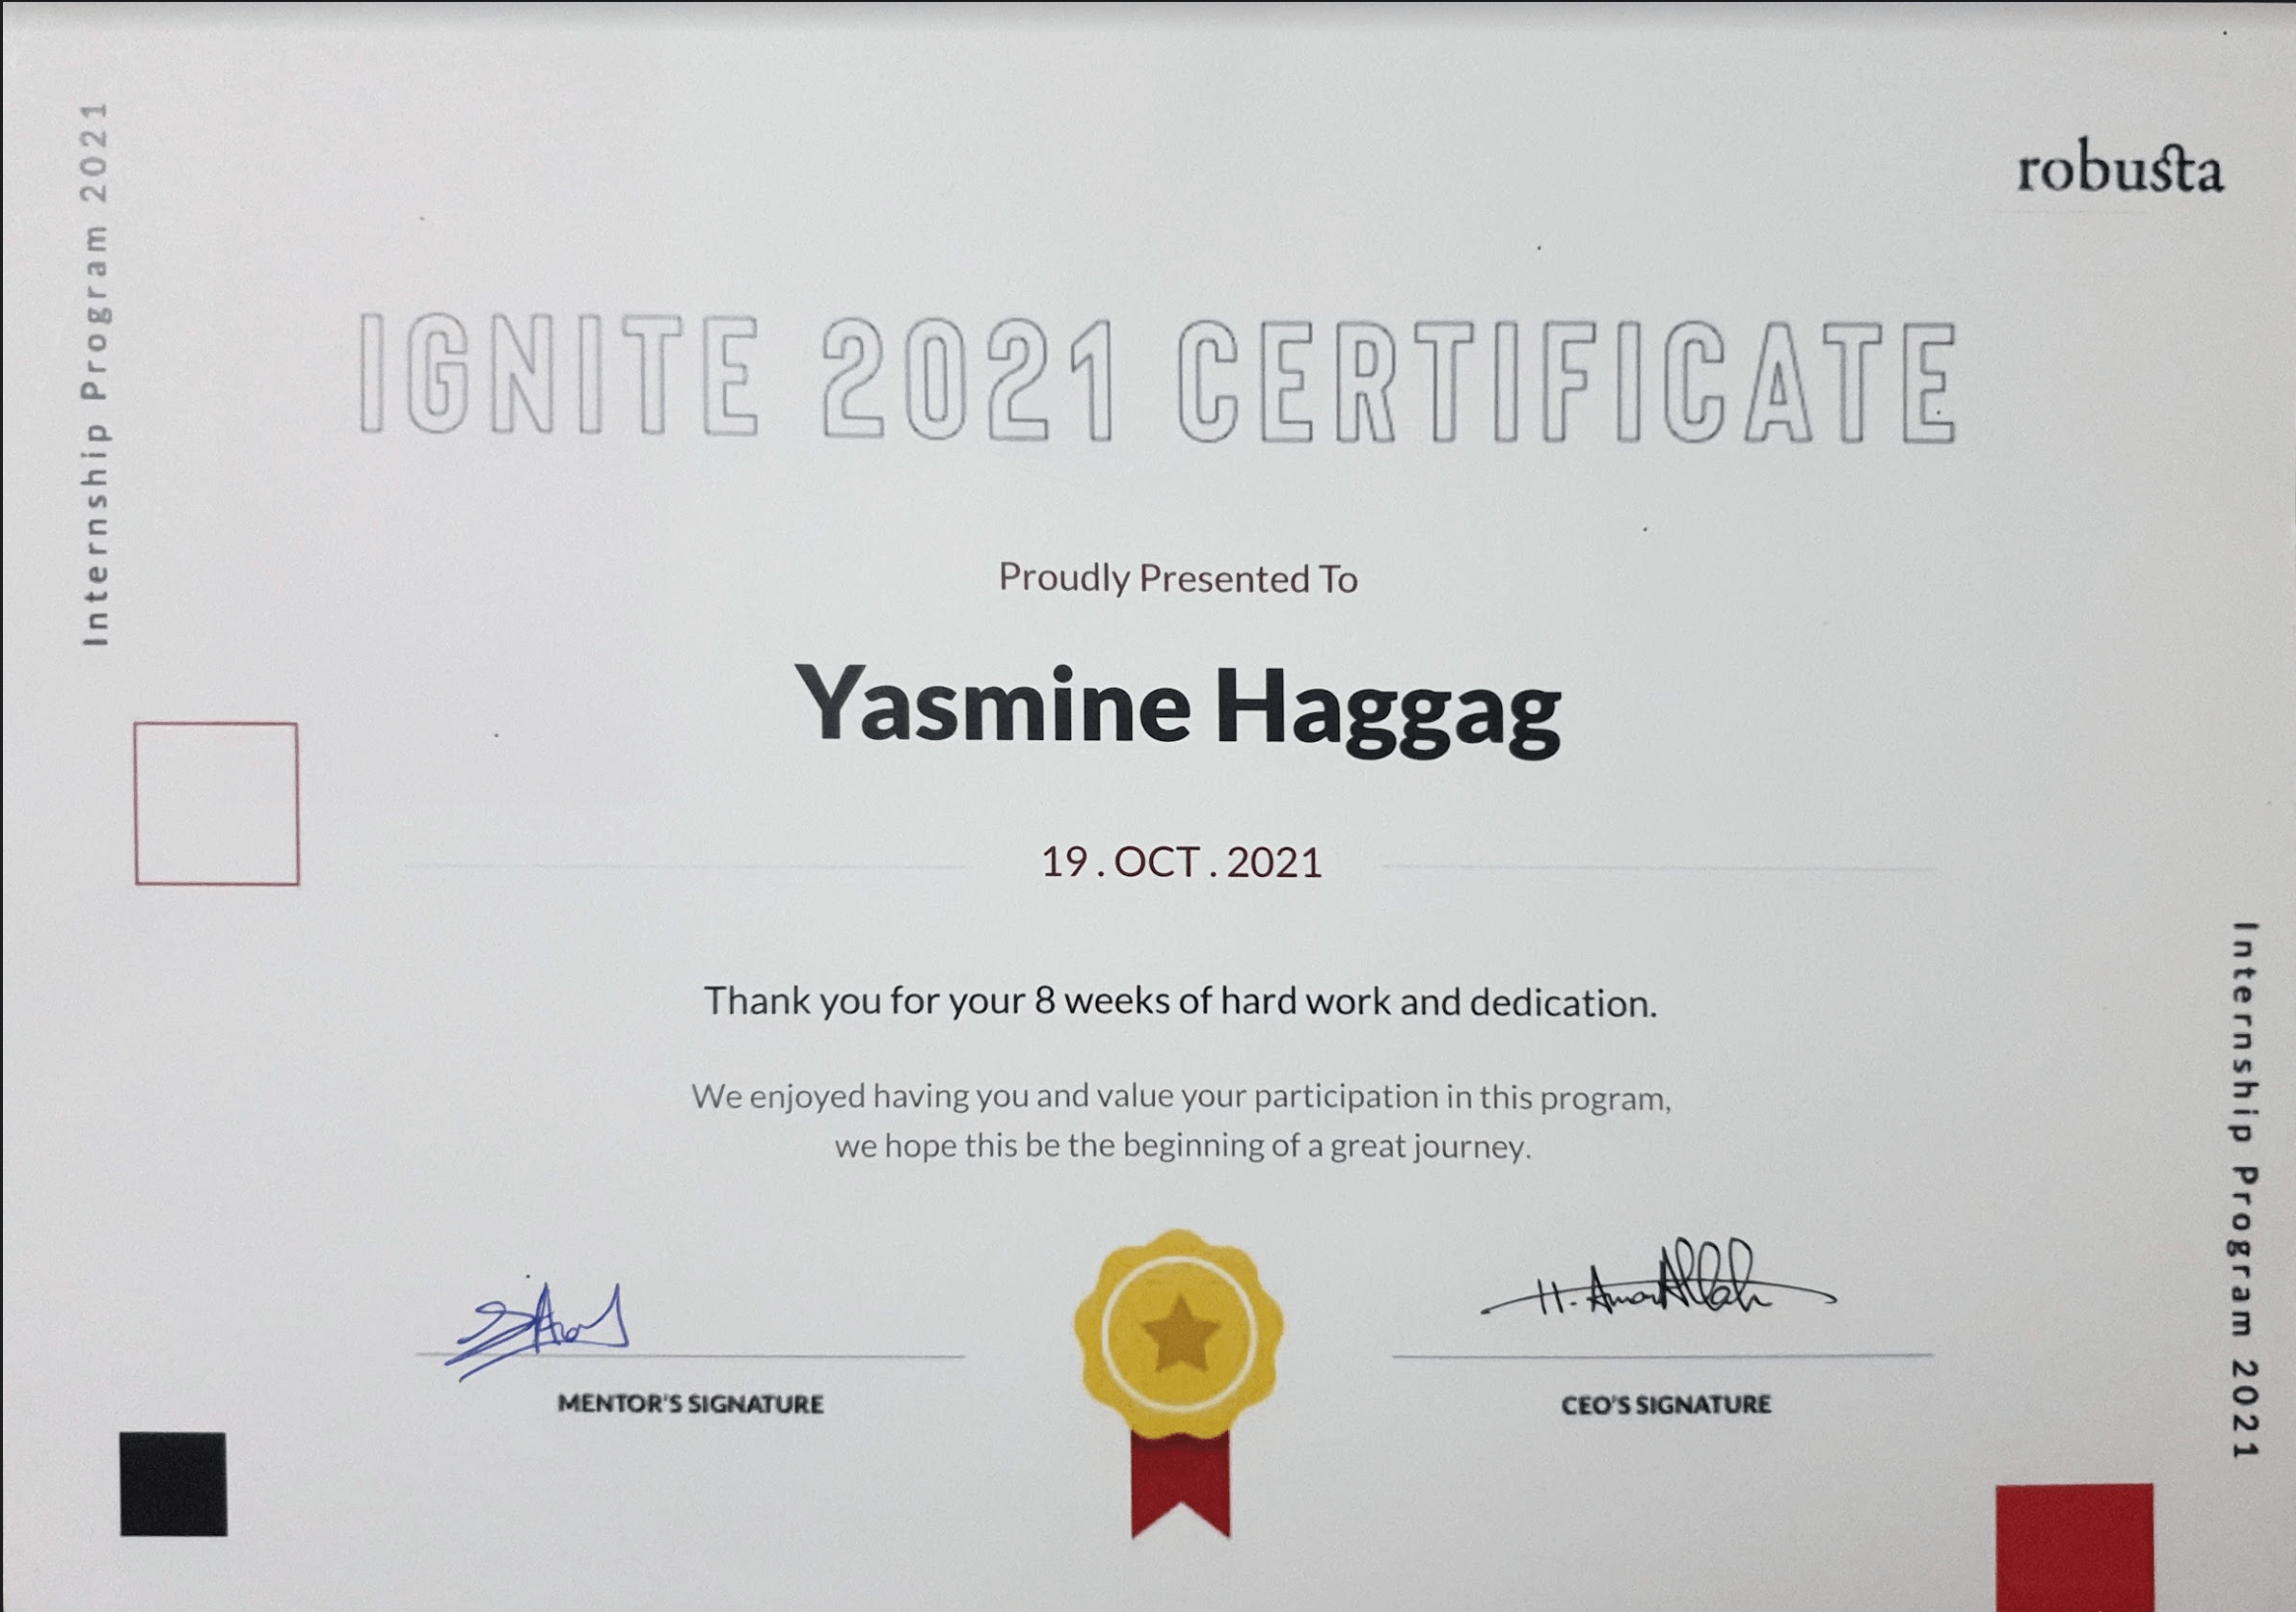 Internship Program 2021
robusta
IGNITE 2021 CERTIFICATE
Proudly Presented To
Yasmine Haggag
19 . OCT . 2021
Thank you for your 8 weeks of hard work and dedication.
We enjoyed having you and value your participation in this program,
we hope this be the beginning of a great journey.
H. AmanAllah
MENTOR'S SIGNATURE
CEO'S SIGNATURE
Internship Program 2021